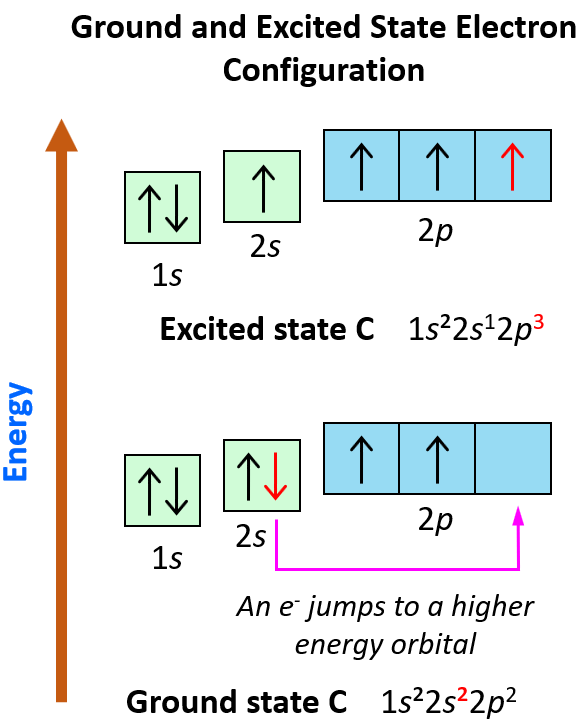 Ground and Excited State Electron
Configuration
1s
2s
2p
Excited state C 1s²2s¹2p³
Energy
1s
2s
2p
An e⁻ jumps to a higher
energy orbital
Ground state C 1s²2s²2p²